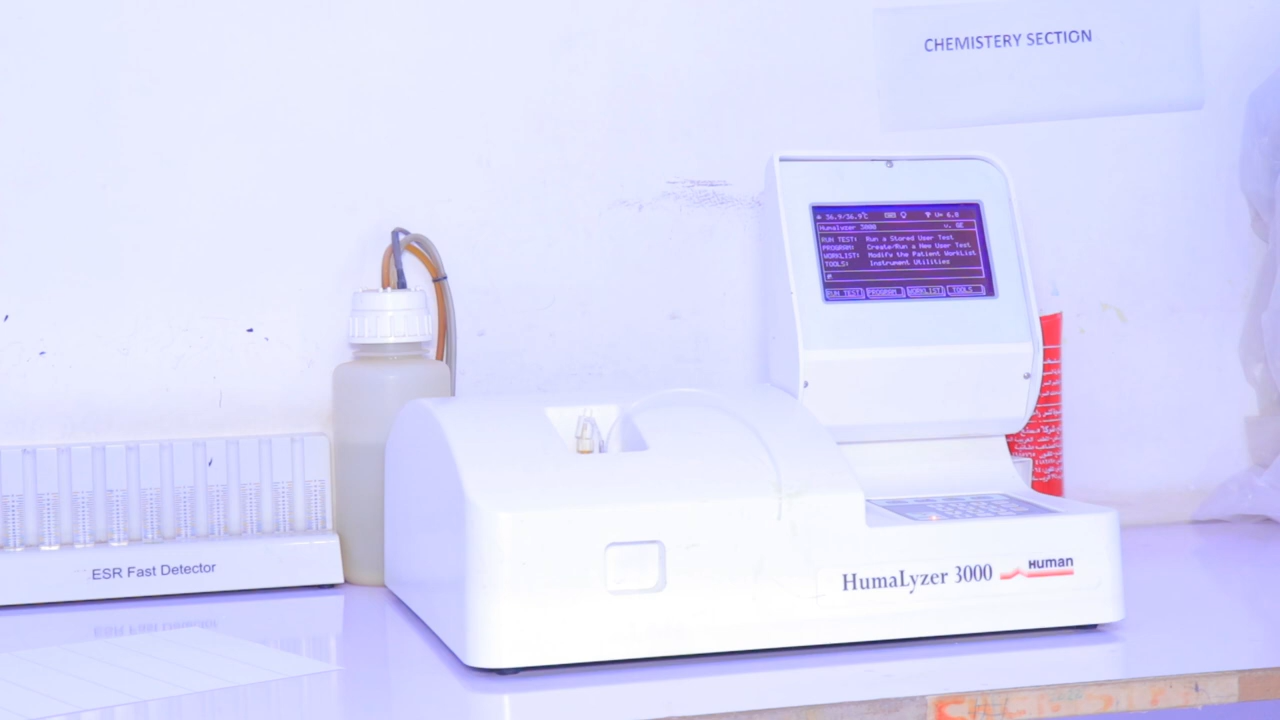 CHEMISTERY SECTION
36.9/36.9°C
U= 6.0
Humalyzer 3000
RUN TEST: Run a Stored User Test
PROGRAM: Create/Run a New User Test
WORKLIST: Modify the Patient WorkList
TOOLS: Instrument Utilities
RUN TEST PROGRAM WORKLIST TOOLS
ESR Fast Detector
HumaLyzer 3000
Human